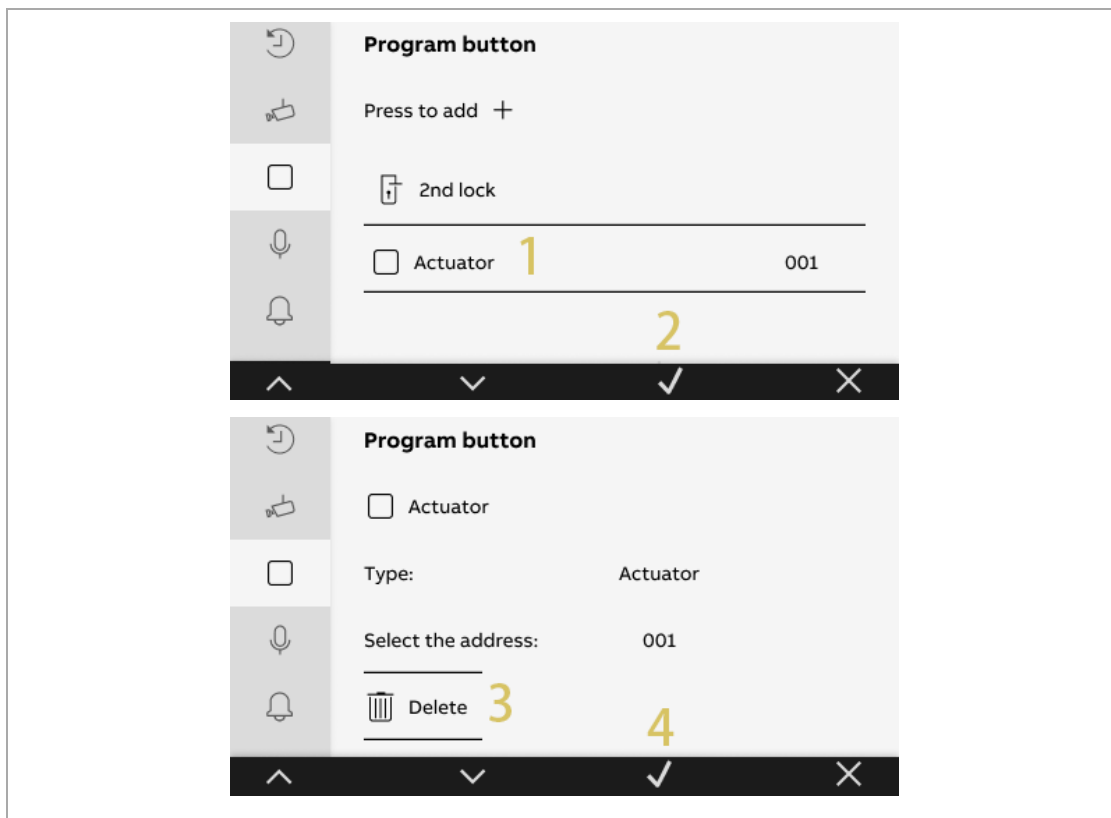 Program button
Press to add +
2nd lock
Actuator 1 001
2
Program button
Actuator
Type: Actuator
Select the address: 001
Delete 3
4